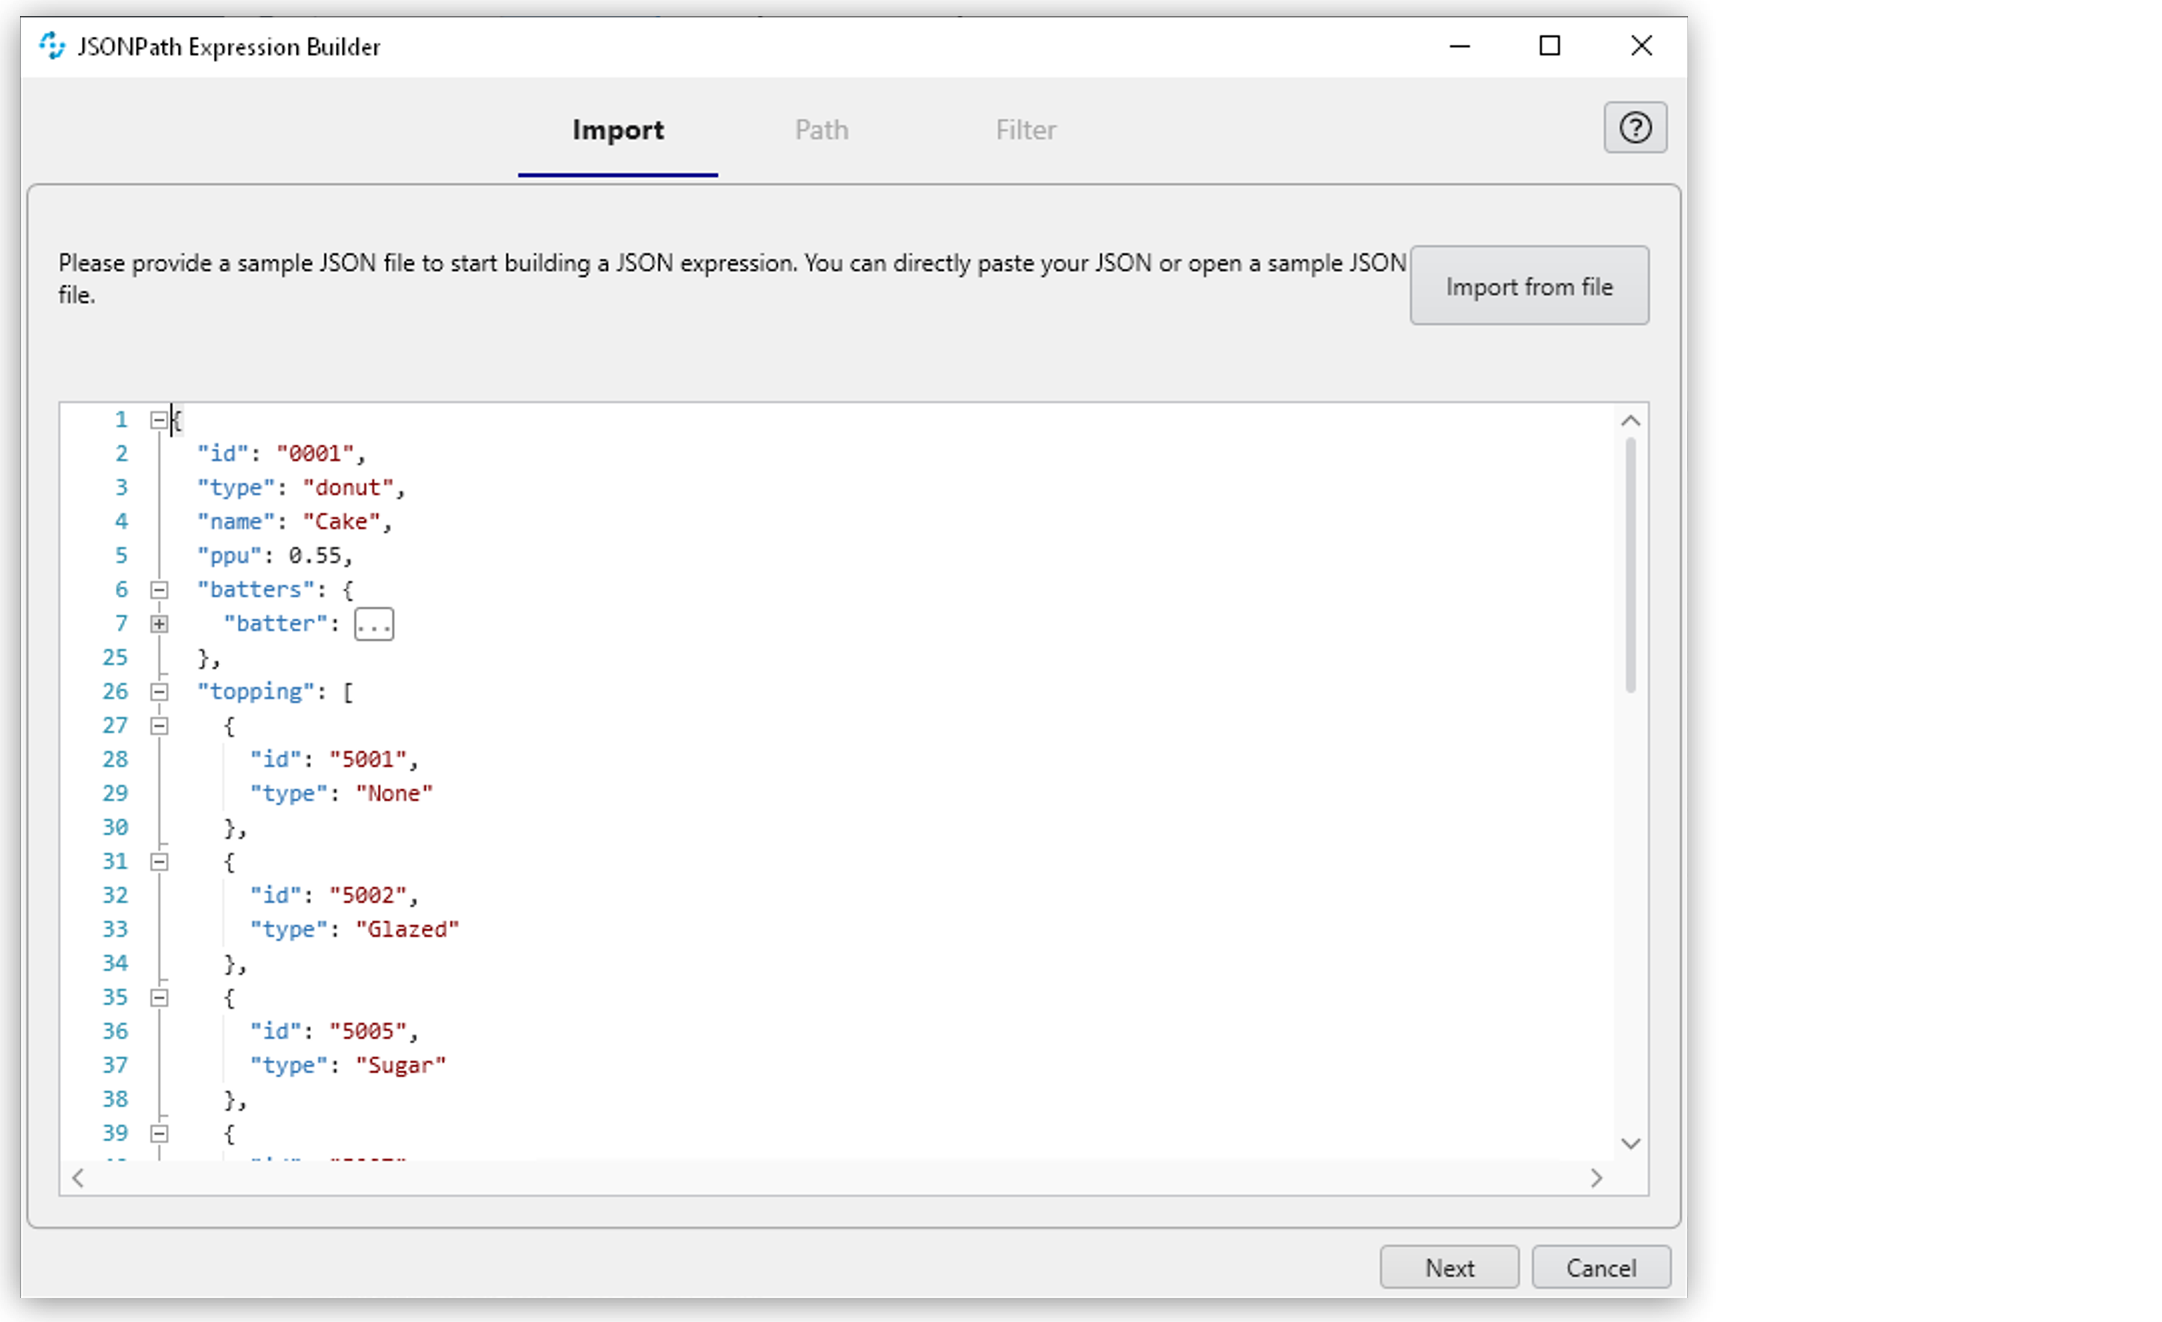 JSONPath Expression Builder
Import Path Filter
Please provide a sample JSON file to start building a JSON expression. You can directly paste your JSON or open a sample JSON
file.
Import from file
1 {
2 "id": "0001",
3 "type": "donut",
4 "name": "Cake",
5 "ppu": 0.55,
6 "batters": {
7 "batter": ...
25 },
26 "topping": [
27 {
28 "id": "5001",
29 "type": "None"
30 },
31 {
32 "id": "5002",
33 "type": "Glazed"
34 },
35 {
36 "id": "5005",
37 "type": "Sugar"
38 },
39 {
Next Cancel